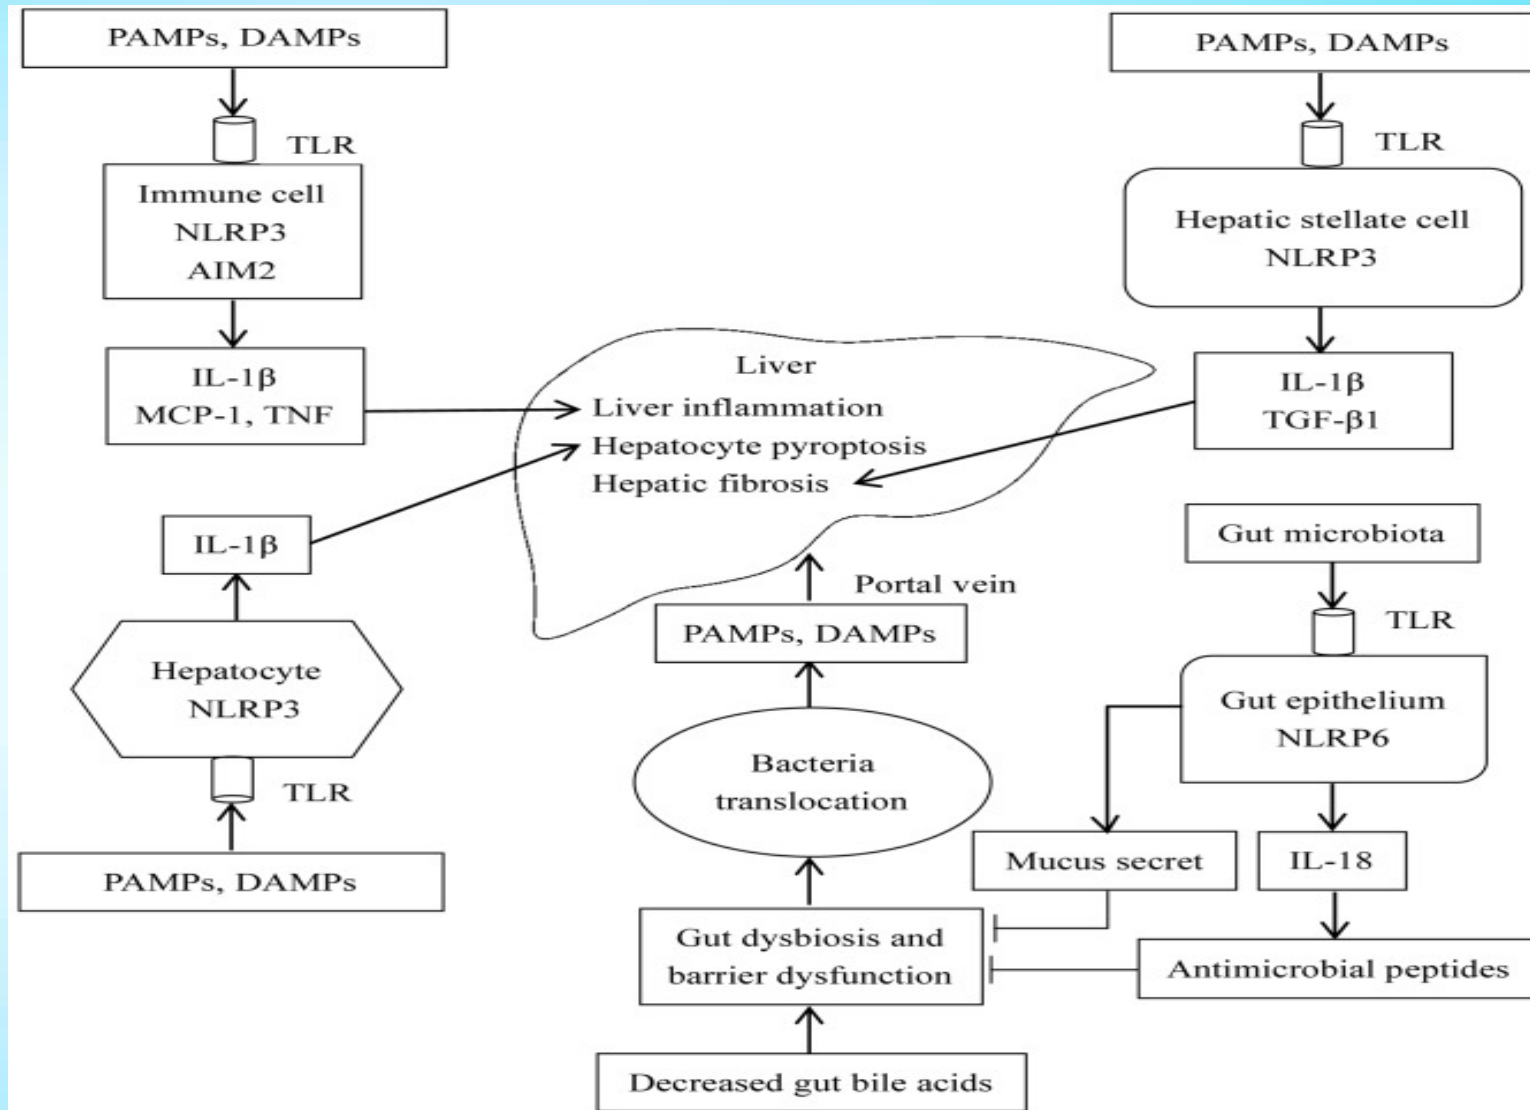 PAMPs, DAMPs
TLR
Immune cell
NLRP3
AIM2
IL-1β
MCP-1, TNF
PAMPs, DAMPs
TLR
Hepatic stellate cell
NLRP3
IL-1β
TGF-β1
Liver
Liver inflammation
Hepatocyte pyroptosis
Hepatic fibrosis
IL-1β
Hepatocyte
NLRP3
TLR
PAMPs, DAMPs
Portal vein
PAMPs, DAMPs
Bacteria
translocation
Gut dysbiosis and
barrier dysfunction
Decreased gut bile acids
Gut microbiota
TLR
Gut epithelium
NLRP6
Mucus secret
IL-18
Antimicrobial peptides